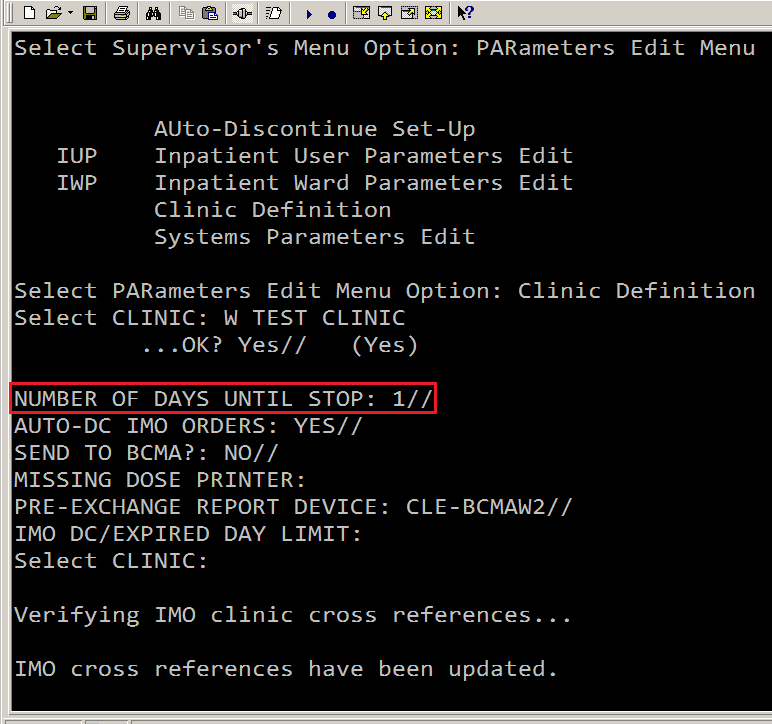 Select Supervisor's Menu Option: PARameters Edit Menu
AUto-Discontinue Set-Up
IUP Inpatient User Parameters Edit
IWP Inpatient Ward Parameters Edit
Clinic Definition
Systems Parameters Edit
Select PARameters Edit Menu Option: Clinic Definition
Select CLINIC: W TEST CLINIC
...OK? Yes// (Yes)
NUMBER OF DAYS UNTIL STOP: 1//
AUTO-DC IMO ORDERS: YES//
SEND TO BCMA?: NO//
MISSING DOSE PRINTER:
PRE-EXCHANGE REPORT DEVICE: CLE-BCMAW2//
IMO DC/EXPIRED DAY LIMIT:
Select CLINIC:
Verifying IMO clinic cross references...
IMO cross references have been updated.